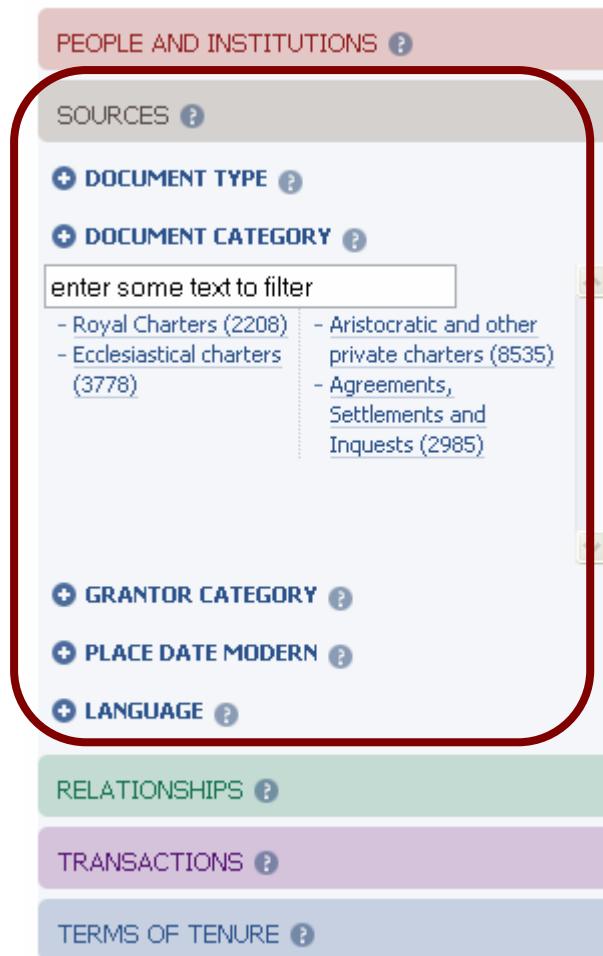 PEOPLE AND INSTITUTIONS ?
SOURCES ?
+ DOCUMENT TYPE ?
+ DOCUMENT CATEGORY ?
enter some text to filter
- Royal Charters (2208)
- Ecclesiastical charters
(3778)
- Aristocratic and other
private charters (8535)
- Agreements,
Settlements and
Inquests (2985)
+ GRANTOR CATEGORY ?
+ PLACE DATE MODERN ?
+ LANGUAGE ?
RELATIONSHIPS ?
TRANSACTIONS ?
TERMS OF TENURE ?